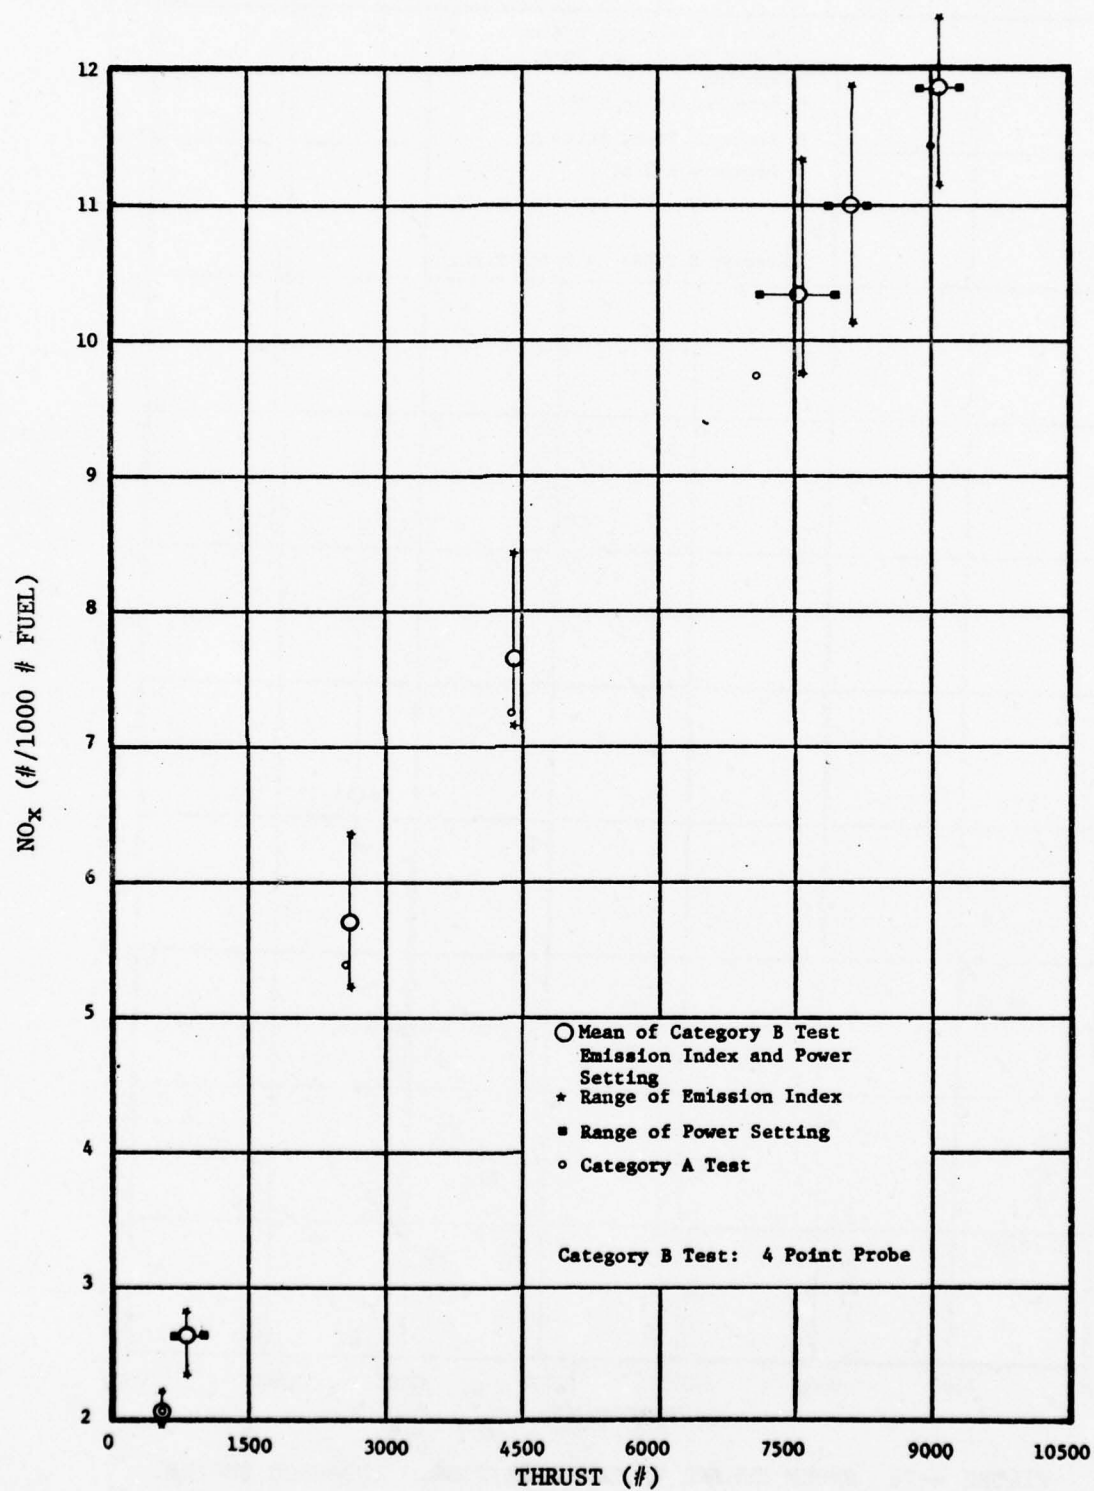 12
11
10
9
8
7
6
5
4
3
2
NOx (#/1000 # FUEL)
○ Mean of Category B Test
Emission Index and Power
Setting
★ Range of Emission Index
■ Range of Power Setting
○ Category A Test
Category B Test: 4 Point Probe
0 1500 3000 4500 6000 7500 9000 10500
THRUST (#)